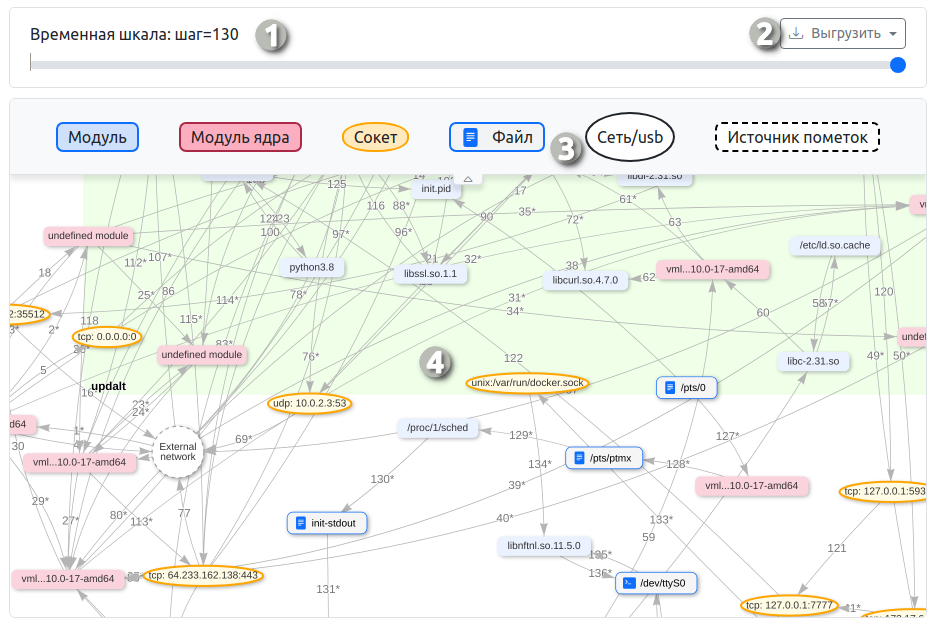 Временная шкала: шаг=130
1
2
Выгрузить
Модуль
Модуль ядра
Сокет
Файл
3
Сеть/usb
Источник пометок
125
init.pid
17
libdl-2.31.so
116
88*
35*
61*
90
72*
63
100
97*
96*
undefined module
/etc/ld.so.cache
107*
112*
32*
18
python3.8
libssl.so.1.1
38
libcurl.so.4.7.0
62
vml...10.0-17-amd64
25*
86
78*
31*
120
114*
34*
60
2:35512
118
115*
2*
tcp: 0.0.0.0:0
undefined module
76*
122
libc-2.31.so
49*
50*
5
4
updalt
16*
unix:/var/run/docker.sock
/pts/0
23*
24*
udp: 10.0.2.3:53
d64
/proc/1/sched
129*
127*
69*
30
External
network
vml...10.0-17-amd64
/pts/ptmx
134*
128*
130*
39*
vml...10.0-17-amd64
tcp: 127.0.0.1:593
29*
27*
80*
113*
77
init-stdout
40*
133*
59
libnftnl.so.11.5.0
121
136*
vml...10.0-17-amd64
tcp: 64.233.162.138:443
/dev/ttyS0
131*
tcp: 127.0.0.1:7777